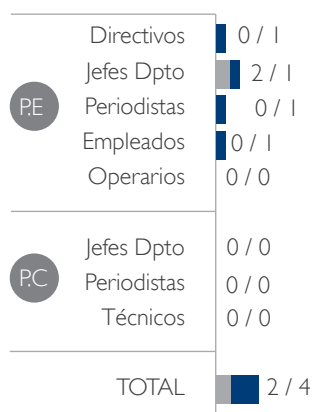 Directivos 0 / 1
Jefes Dpto 2 / 1
P.E Periodistas 0 / 1
Empleados 0 / 1
Operarios 0 / 0
Jefes Dpto 0 / 0
P.C Periodistas 0 / 0
Técnicos 0 / 0
TOTAL 2 / 4